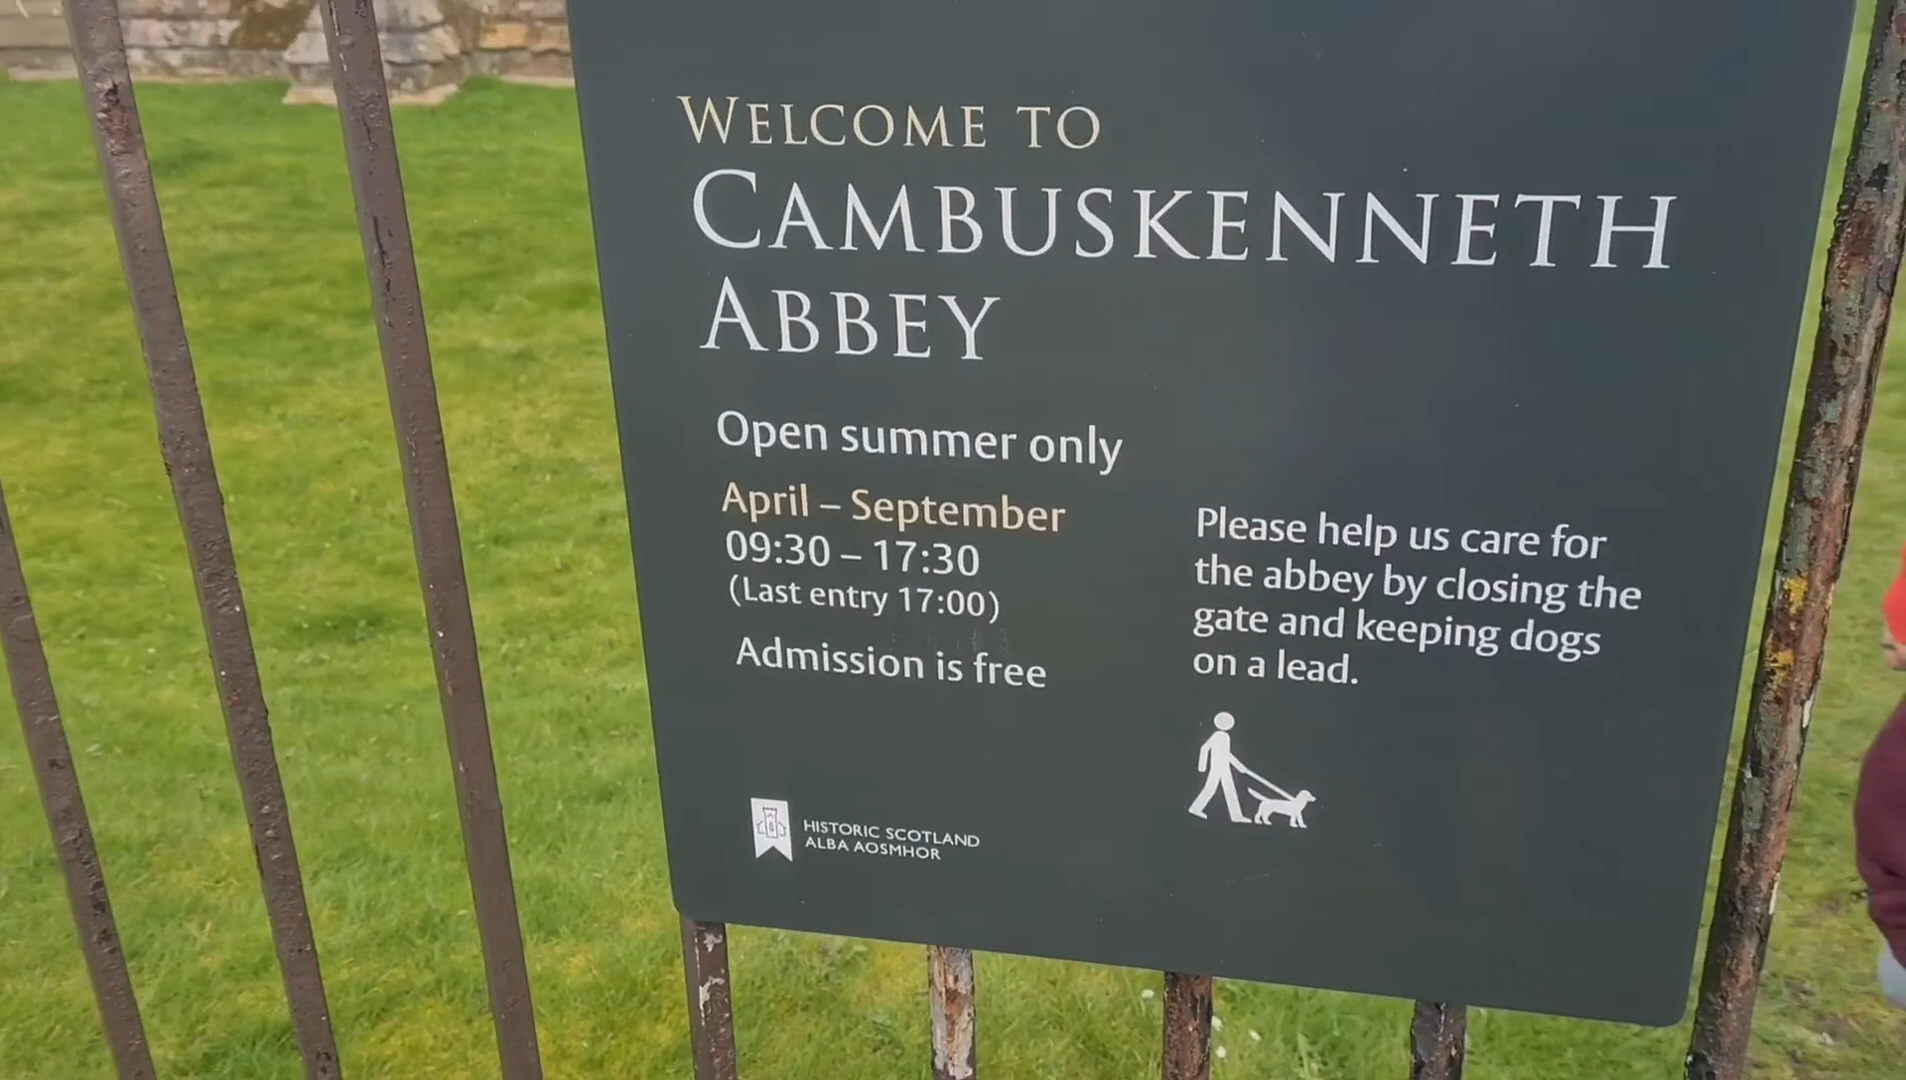 WELCOME TO
CAMBUSKENNETH
ABBEY
Open summer only
April – September
09:30 – 17:30
(Last entry 17:00)
Admission is free
Please help us care for
the abbey by closing the
gate and keeping dogs
on a lead.
HISTORIC SCOTLAND
ALBA AOSMHOR